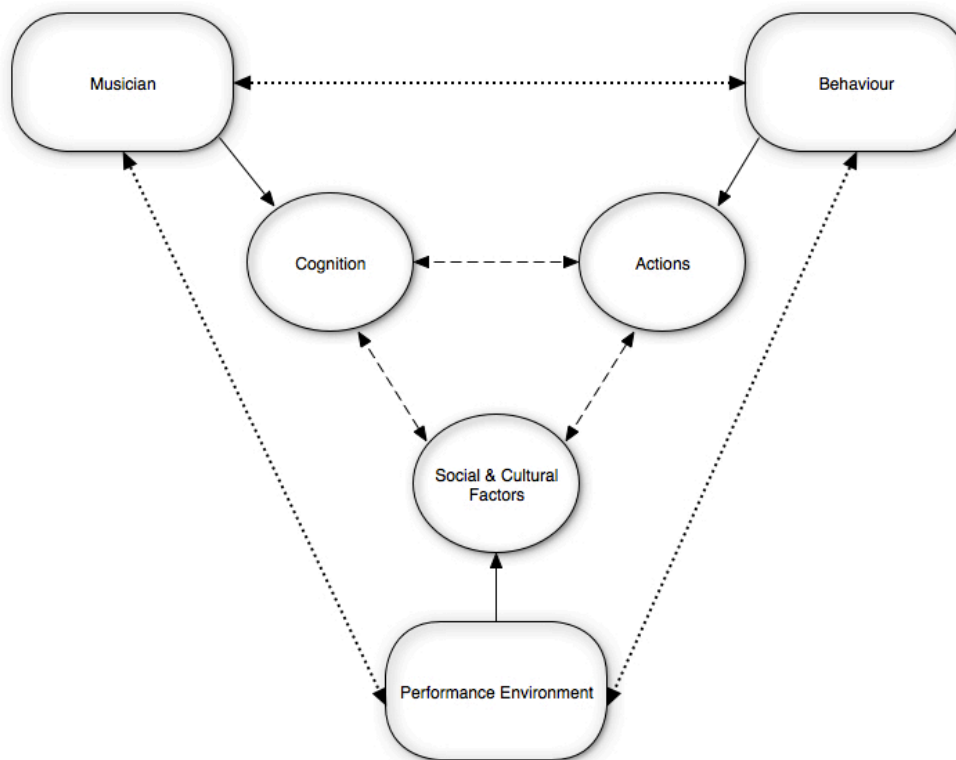 Musician
Behaviour
Cognition
Actions
Social & Cultural
Factors
Performance Environment